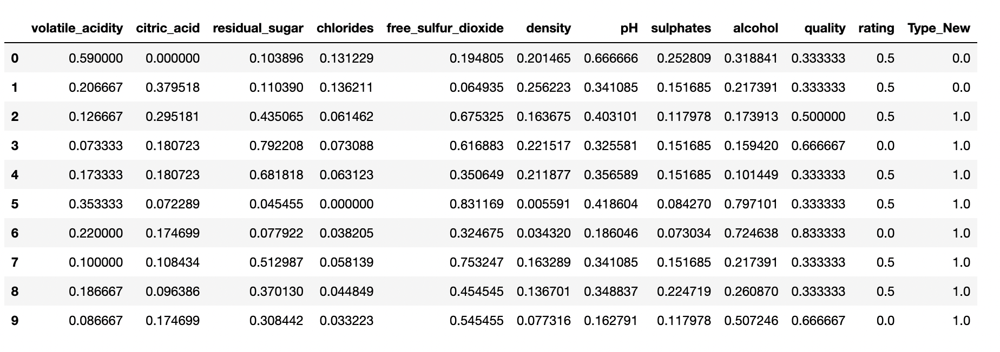 volatile_acidity citric_acid residual_sugar chlorides free_sulfur_dioxide density pH sulphates alcohol quality rating Type_New
0 0.590000 0.000000 0.103896 0.131229 0.194805 0.201465 0.666666 0.252809 0.318841 0.333333 0.5 0.0
1 0.206667 0.379518 0.110390 0.136211 0.064935 0.256223 0.341085 0.151685 0.217391 0.333333 0.5 0.0
2 0.126667 0.295181 0.435065 0.061462 0.675325 0.163675 0.403101 0.117978 0.173913 0.500000 0.5 1.0
3 0.073333 0.180723 0.792208 0.073088 0.616883 0.221517 0.325581 0.151685 0.159420 0.666667 0.0 1.0
4 0.173333 0.180723 0.681818 0.063123 0.350649 0.211877 0.356589 0.151685 0.101449 0.333333 0.5 1.0
5 0.353333 0.072289 0.045455 0.000000 0.831169 0.005591 0.418604 0.084270 0.797101 0.333333 0.5 1.0
6 0.220000 0.174699 0.077922 0.038205 0.324675 0.034320 0.186046 0.073034 0.724638 0.833333 0.0 1.0
7 0.100000 0.108434 0.512987 0.058139 0.753247 0.163289 0.341085 0.151685 0.217391 0.333333 0.5 1.0
8 0.186667 0.096386 0.370130 0.044849 0.454545 0.136701 0.348837 0.224719 0.260870 0.333333 0.5 1.0
9 0.086667 0.174699 0.308442 0.033223 0.545455 0.077316 0.162791 0.117978 0.507246 0.666667 0.0 1.0